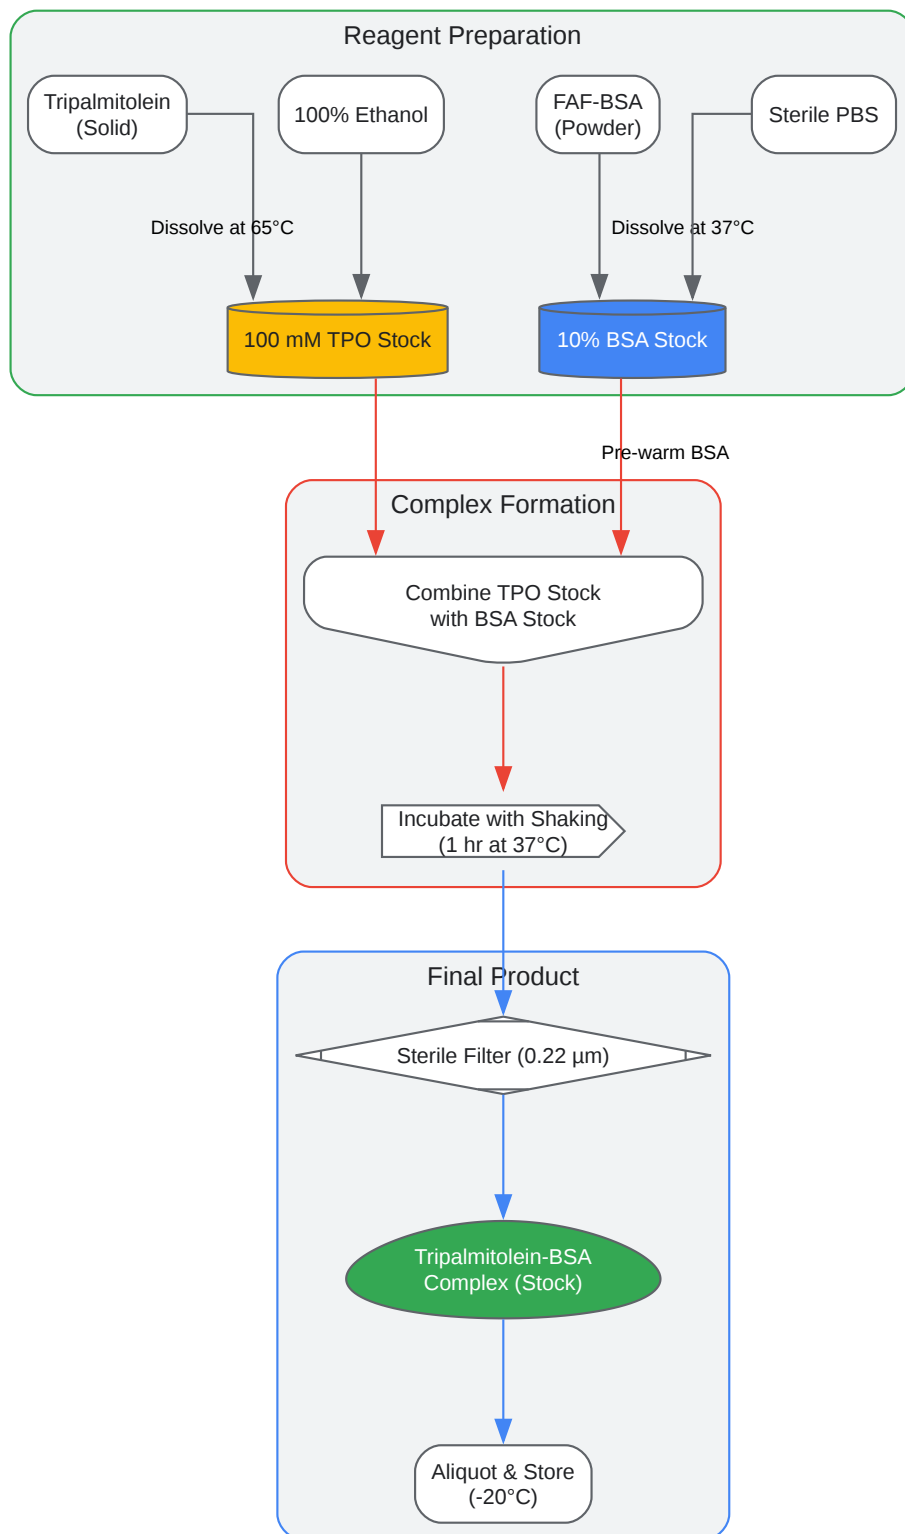 Reagent Preparation
Tripalmitolein
(Solid)
100% Ethanol
FAF-BSA
(Powder)
Sterile PBS
Dissolve at 65°C
Dissolve at 37°C
100 mM TPO Stock
10% BSA Stock
Pre-warm BSA
Complex Formation
Combine TPO Stock
with BSA Stock
Incubate with Shaking
(1 hr at 37°C)
Final Product
Sterile Filter (0.22 µm)
Tripalmitolein-BSA
Complex (Stock)
Aliquot & Store
(-20°C)